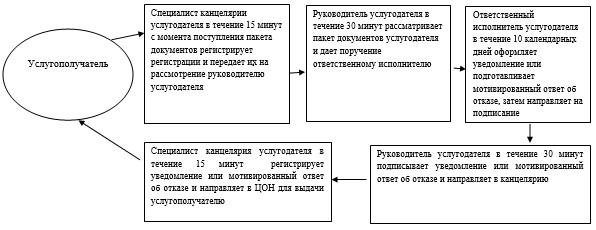 Услугополучатель
Специалист канцелярии
услугодателя в течение 15 минут
с момента поступления пакета
документов регистрирует
регистрации и передает их на
рассмотрение руководителю
услугодателя
Руководитель услугодателя в
течение 30 минут рассматривает
пакет документов услугодателя
и дает поручение
ответственному исполнителю
Ответственный
исполнитель услугодателя
в течение 10 календарных
дней оформляет
уведомление или
подготавливает
мотивированный ответ об
отказе, затем направляет на
подписание
Руководитель услугодателя в течение 30 минут
подписывает уведомление или мотивированный
ответ об отказе и направляет в канцелярию
Специалист канцелярия услугодателя в
течение 15 минут регистрирует
уведомление или мотивированный ответ
об отказе и направляет в ЦОН для выдачи
услугополучателю